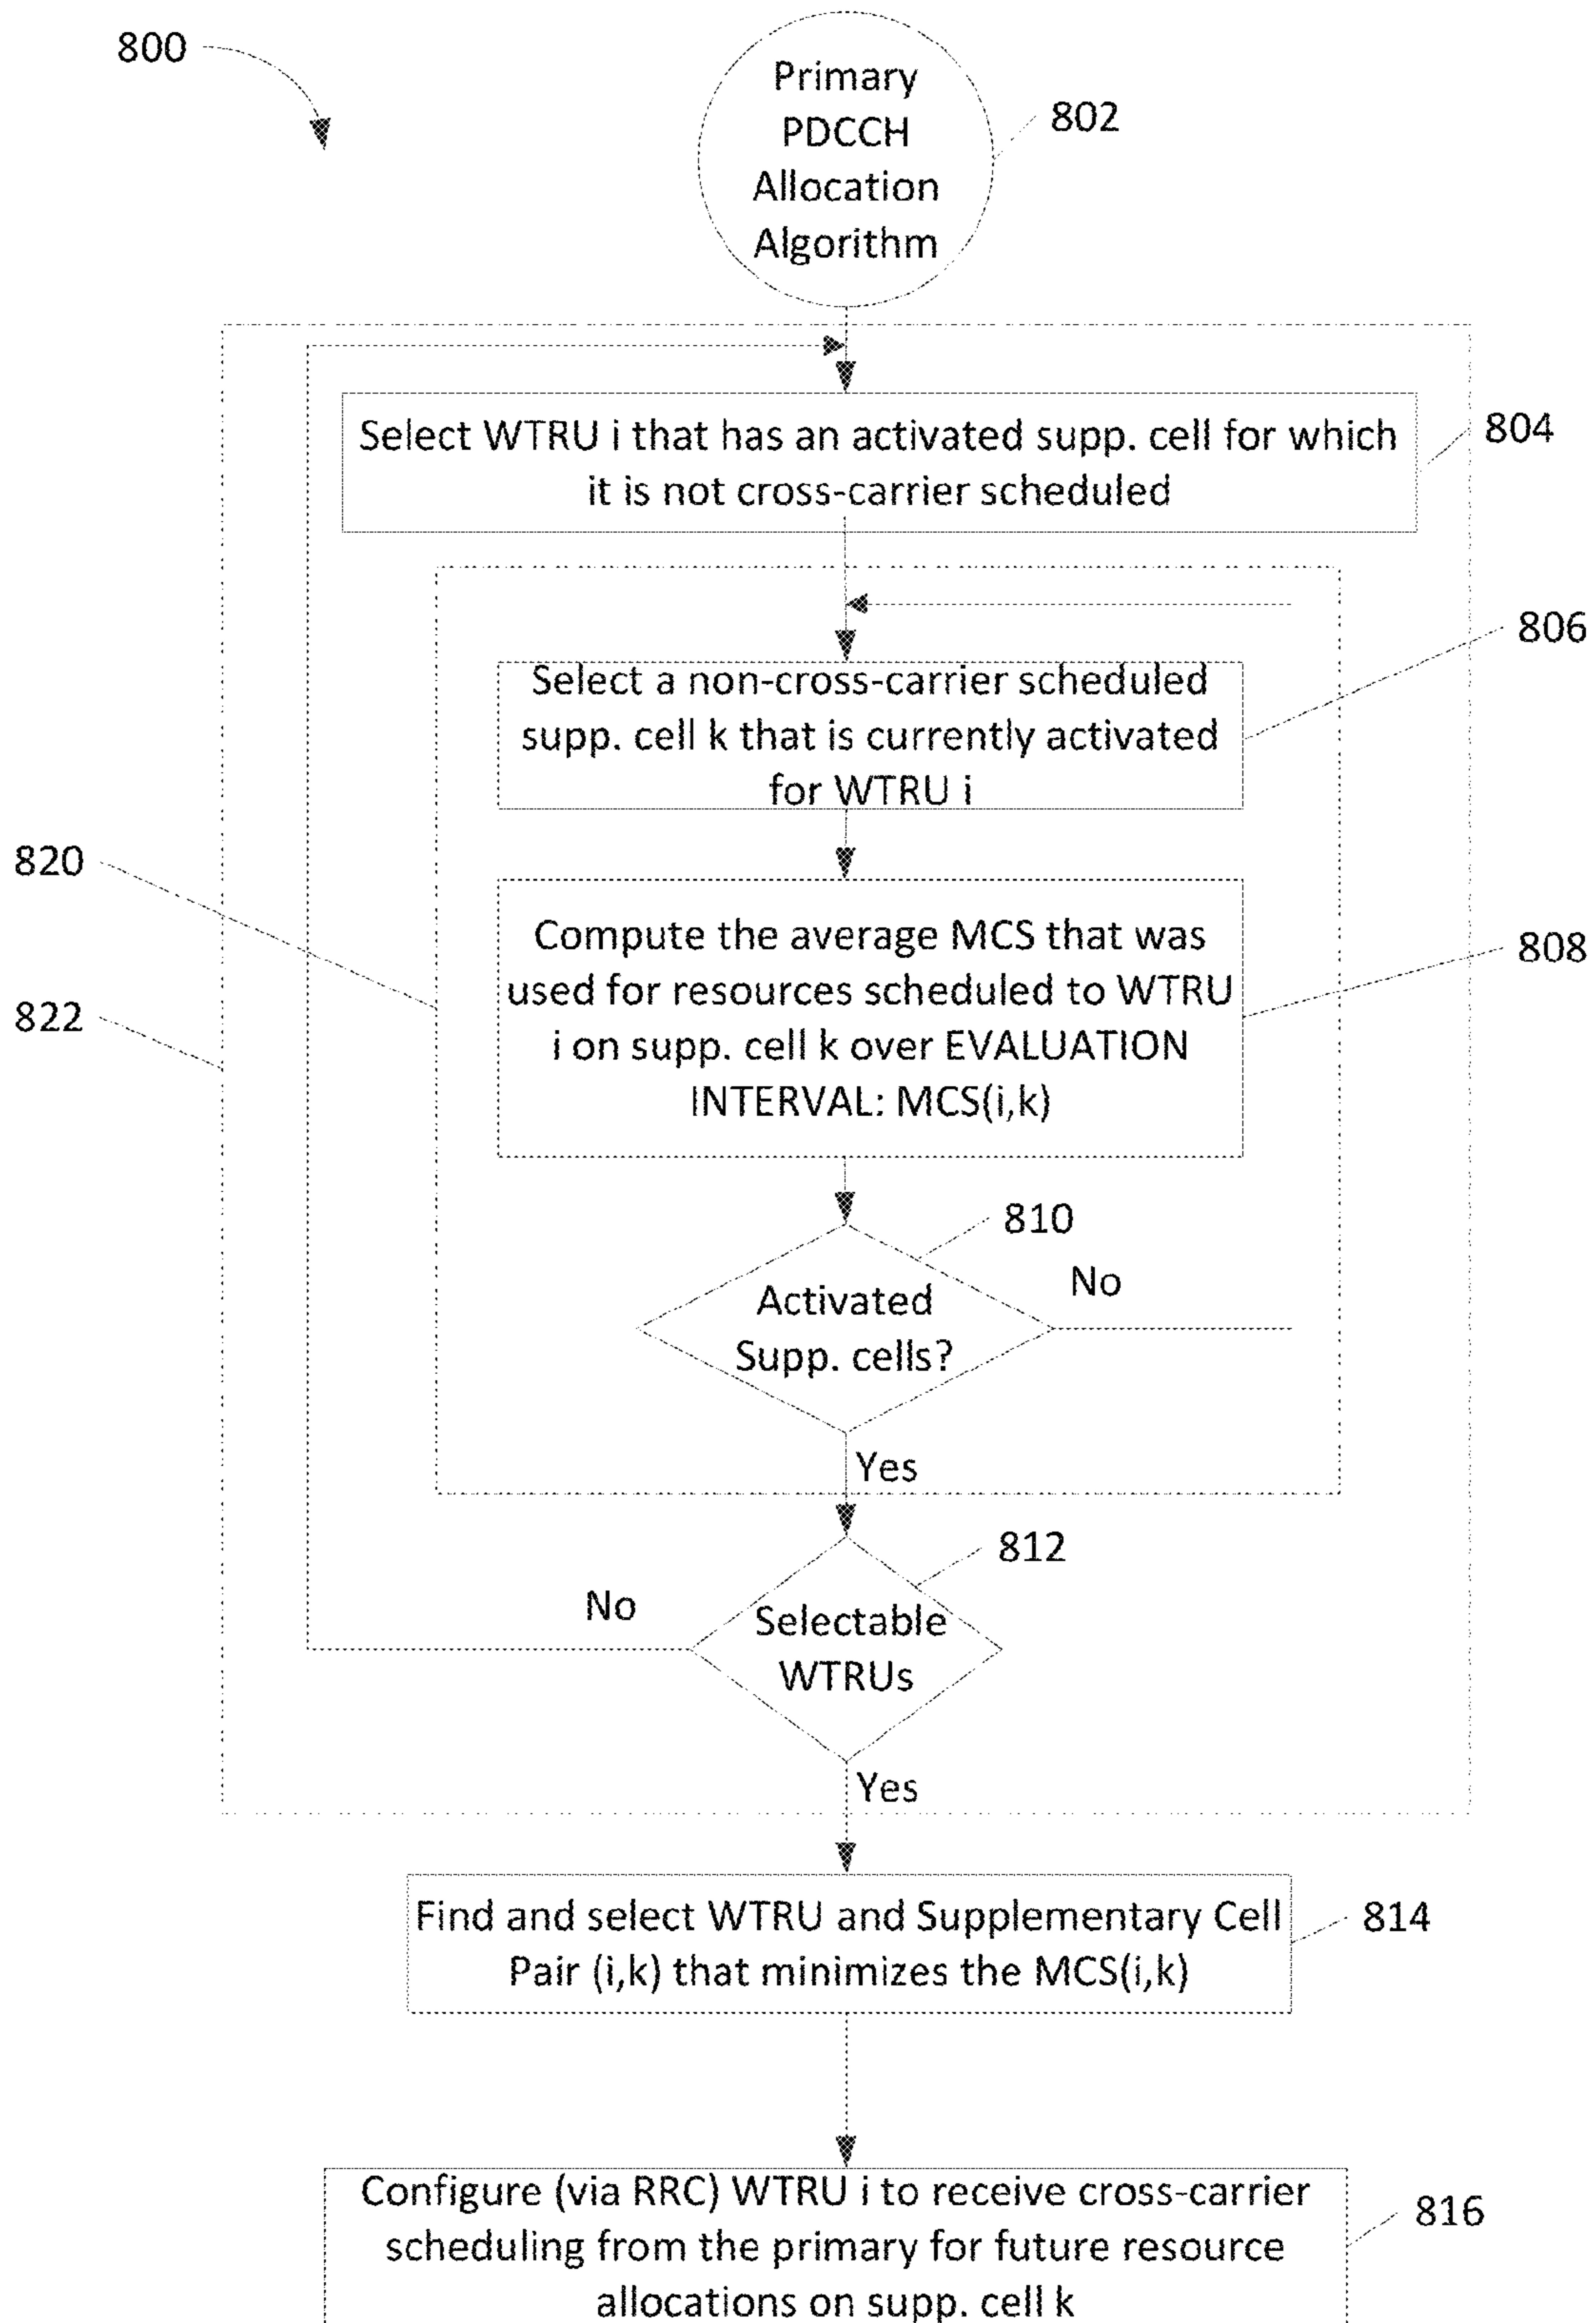 800
Primary
PDCCH
Allocation
Algorithm
802
Select WTRU i that has an activated supp. cell for which
it is not cross-carrier scheduled
804
Select a non-cross-carrier scheduled
supp. cell k that is currently activated
for WTRU i
806
820
822
Compute the average MCS that was
used for resources scheduled to WTRU
i on supp. cell k over EVALUATION
INTERVAL: MCS(i,k)
808
810
Activated
Supp. cells?
No
Yes
812
No
Selectable
WTRUs
Yes
Find and select WTRU and Supplementary Cell
Pair (i,k) that minimizes the MCS(i,k)
814
Configure (via RRC) WTRU i to receive cross-carrier
scheduling from the primary for future resource
allocations on supp. cell k
816